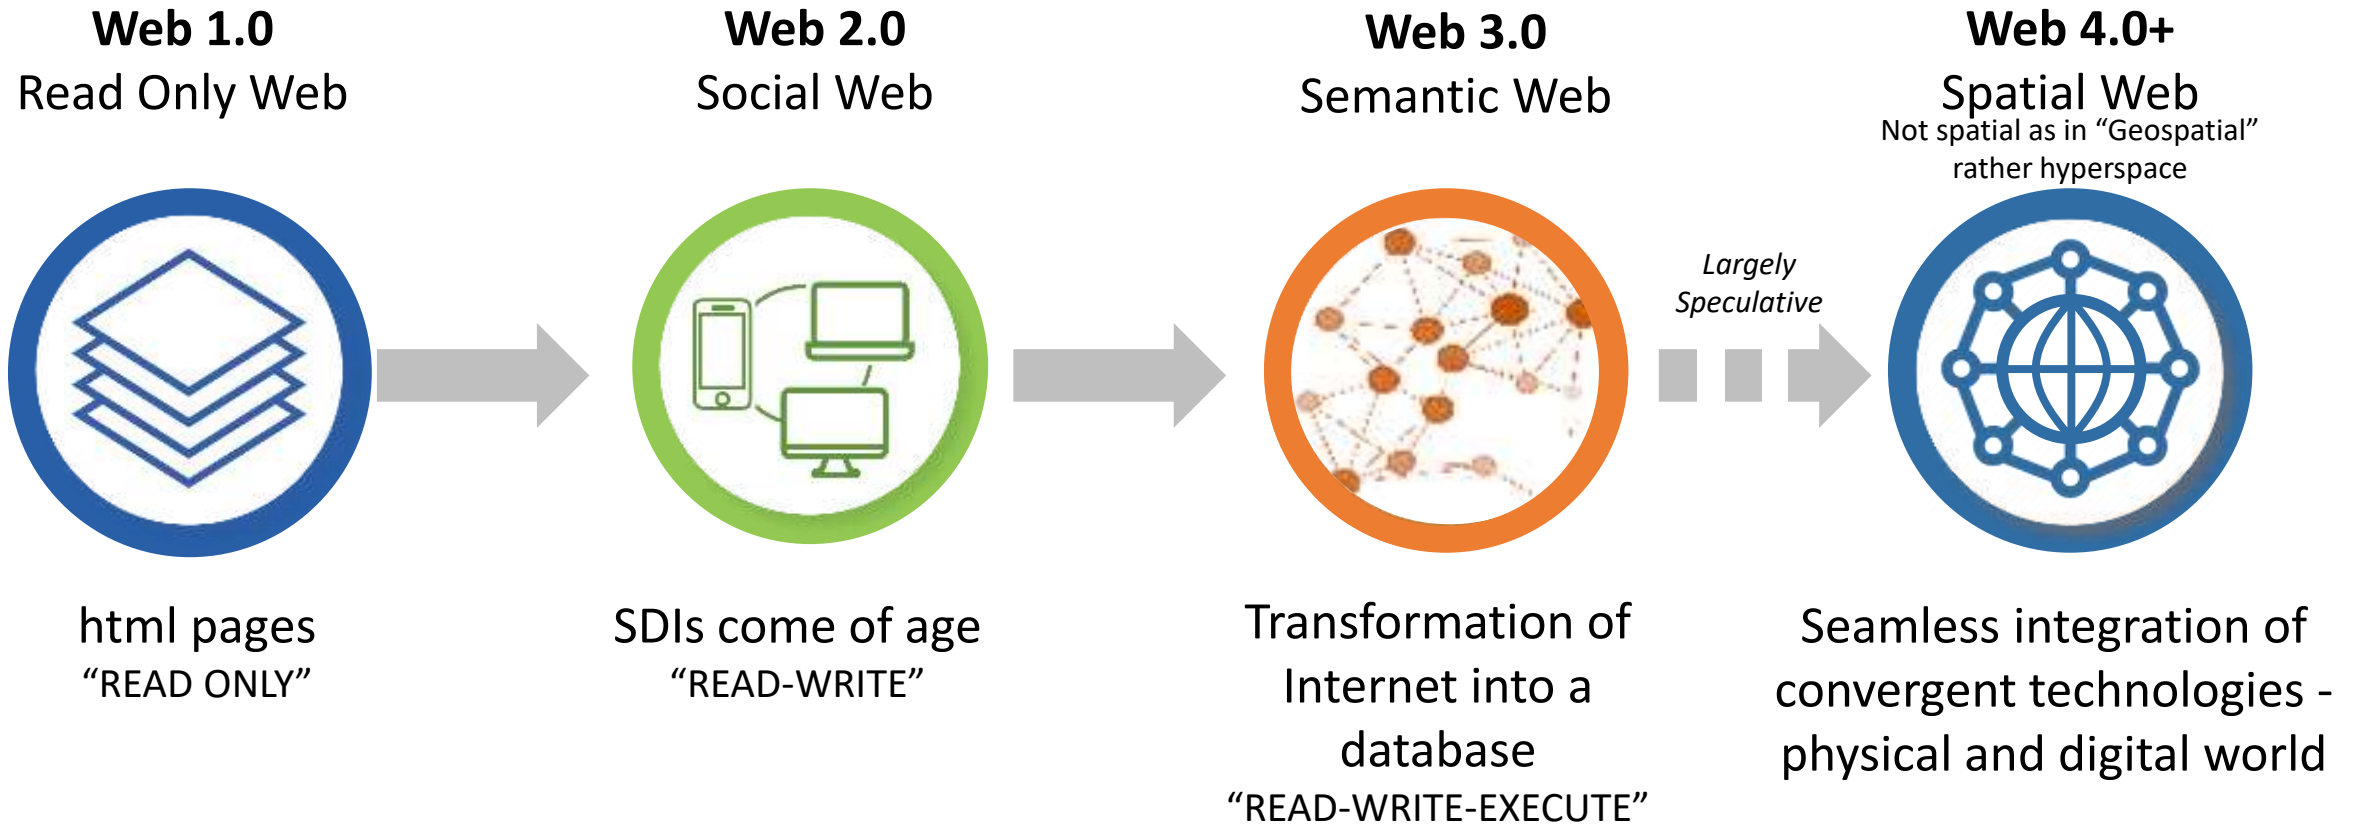 Web 1.0
Read Only Web
html pages
“READ ONLY”
Web 2.0
Social Web
SDIs come of age
“READ-WRITE”
Web 3.0
Semantic Web
Transformation of
Internet into a
database
“READ-WRITE-EXECUTE”
Largely
Speculative
Web 4.0+
Spatial Web
Not spatial as in “Geospatial”
rather hyperspace
Seamless integration of
convergent technologies -
physical and digital world